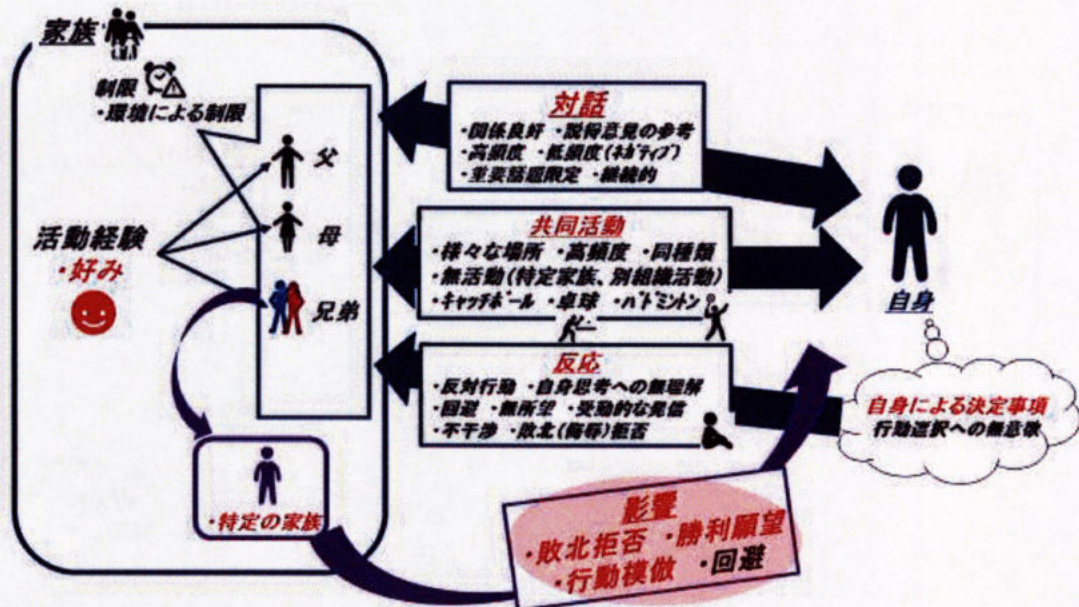 家族
制限
・環境による制限
父
母
兄弟
活動経験
・好み
・特定の家族
対話
・関係良好 ・説得意見の参考
・高頻度 ・低頻度(ネガティブ)
・重要話題限定 ・継続的
共同活動
・様々な場所 ・高頻度 ・同種類
・無活動(特定家族、別組織活動)
・キャッチボール ・卓球 ・バトミントン
反応
・反対行動 ・自身思考への無理解
・回避 ・無所望 ・受動的な発信
・不干渉 ・敗北(侮辱)拒否
影響
・敗北拒否 ・勝利願望
・行動模倣 ・回避
自身
自身による決定事項
行動選択への無意欲